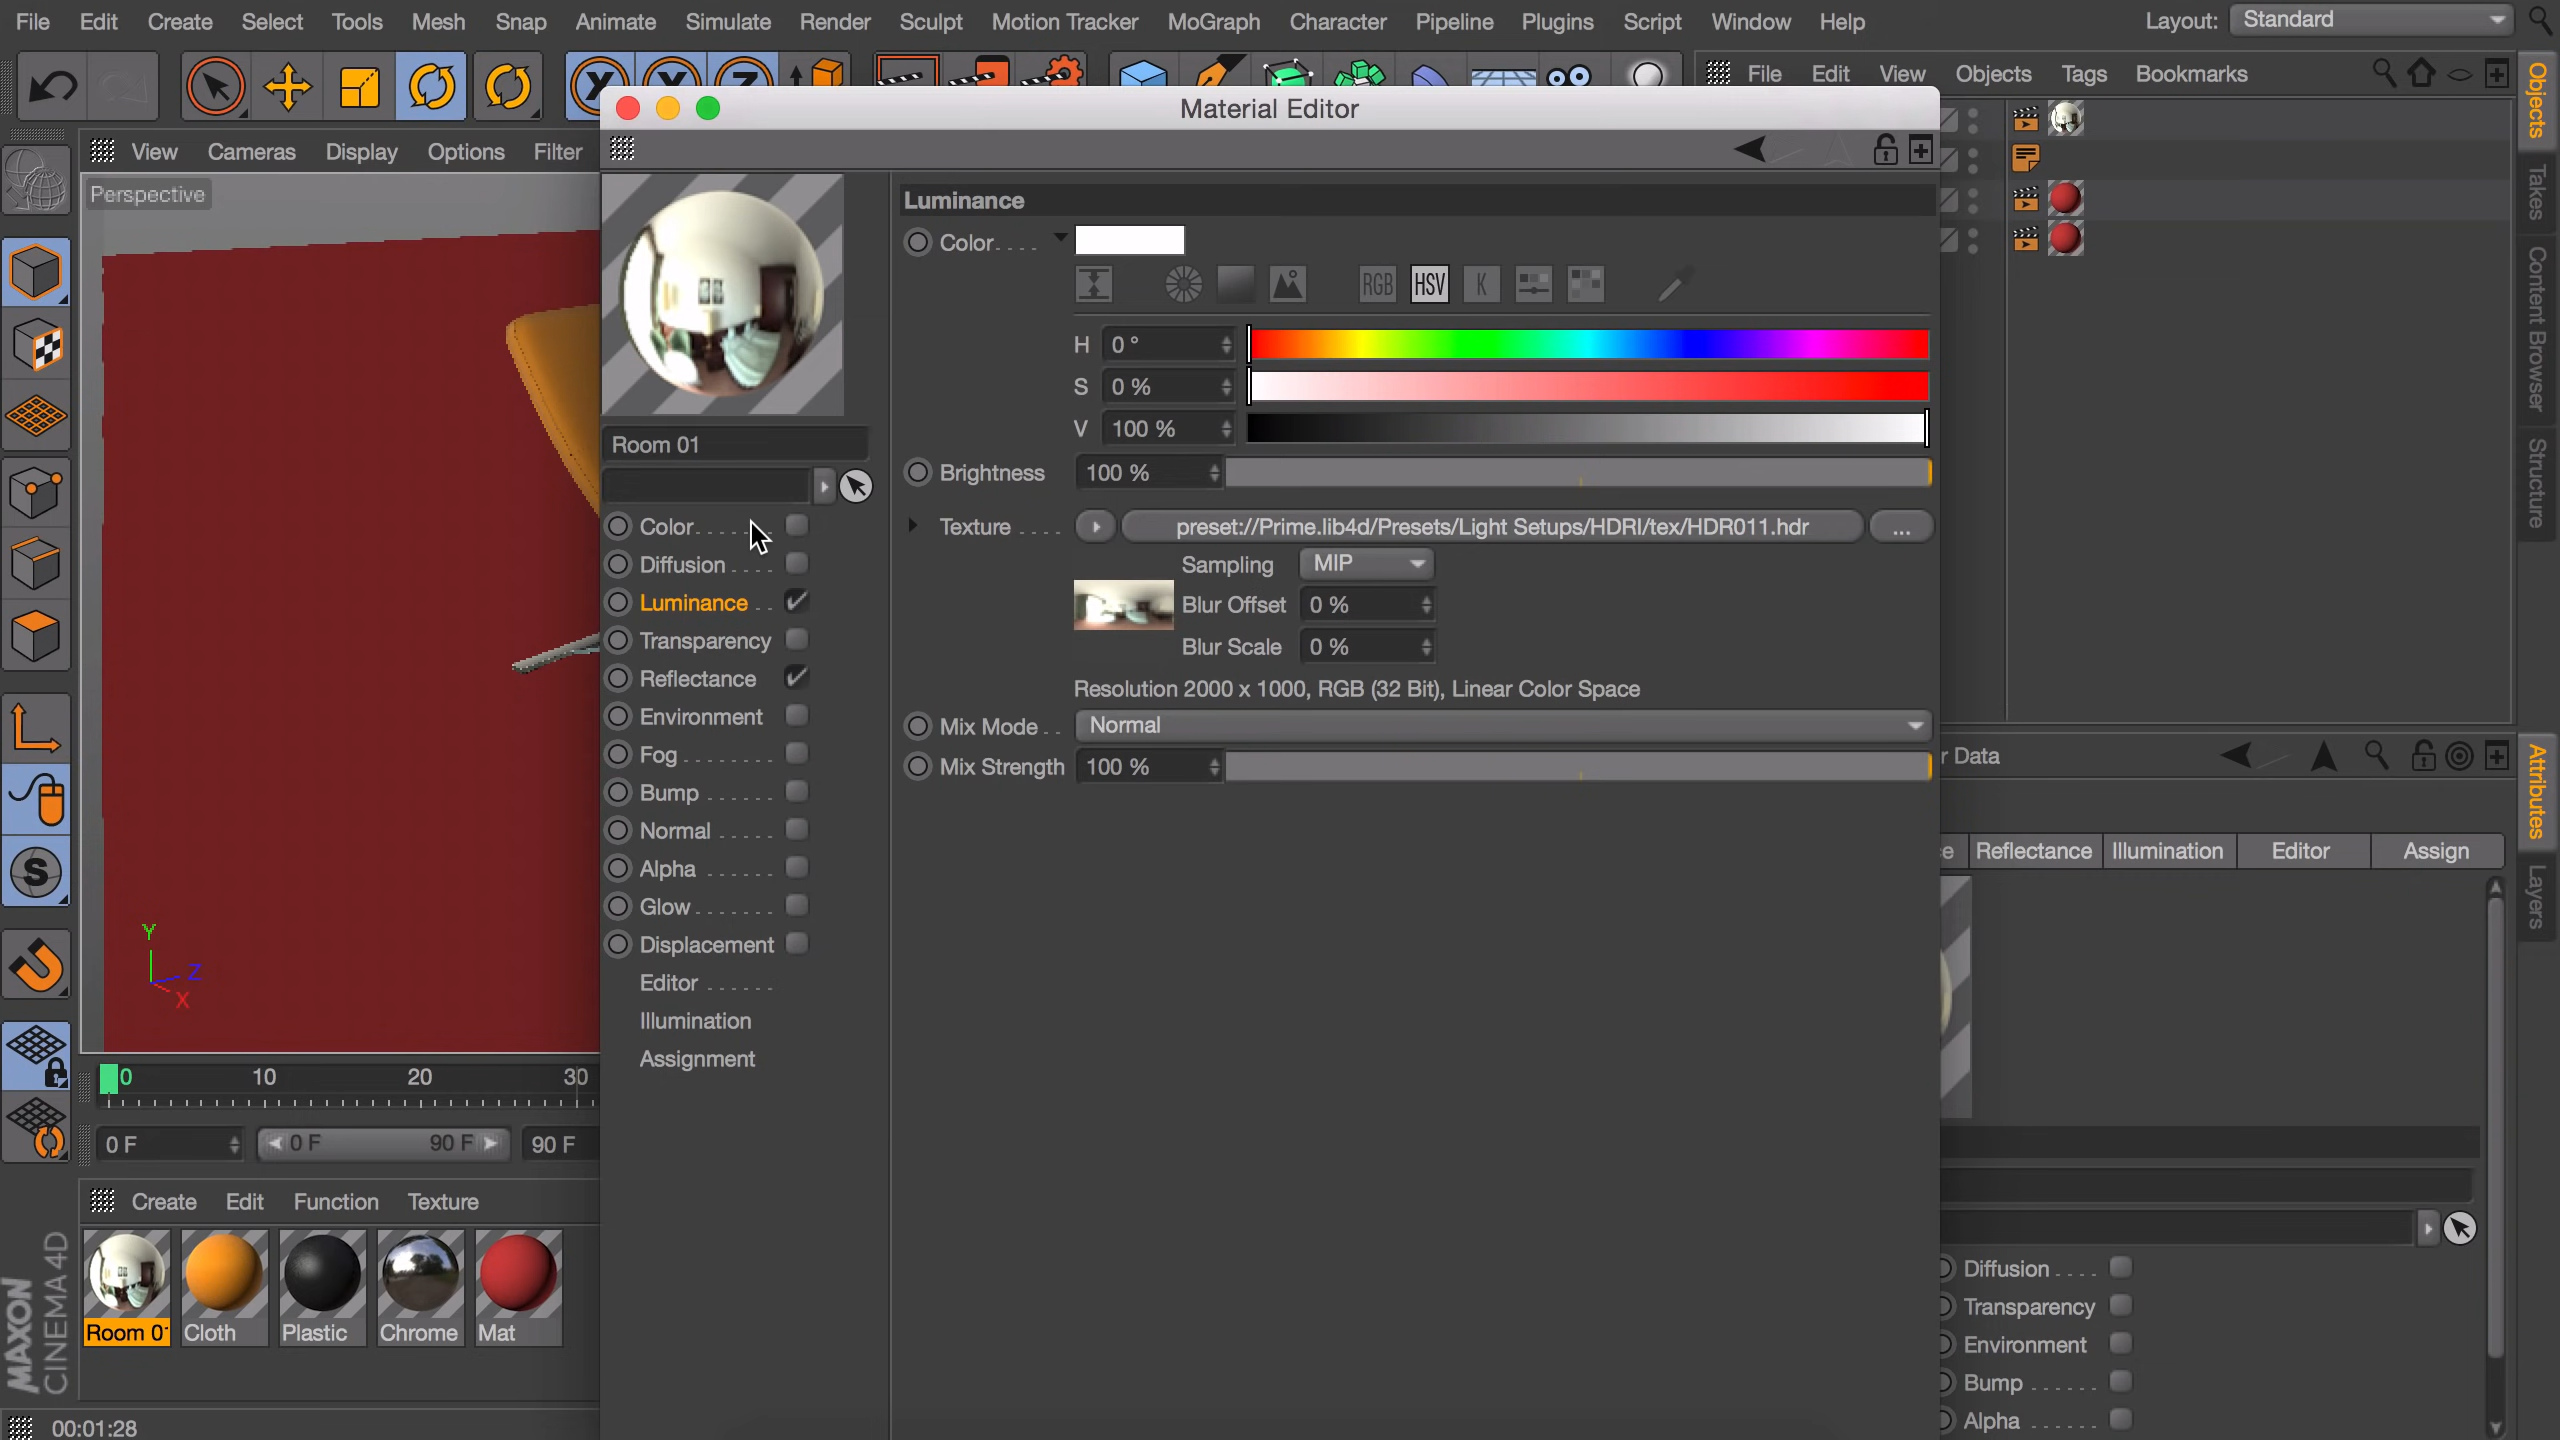 File Edit Create Select Tools Mesh Snap Animate Simulate Render Sculpt Motion Tracker MoGraph Character Pipeline Plugins Script Window Help Layout: Standard
File Edit View Objects Tags Bookmarks
Material Editor
View Cameras Display Options Filter
Perspective
Luminance
Color
RGB HSV K
H 0 °
S 0 %
V 100 %
Room 01
Brightness 100 %
Texture preset://Prime.lib4d/Presets/Light Setups/HDRI/tex/HDR011.hdr ...
Sampling MIP
Blur Offset 0 %
Blur Scale 0 %
Resolution 2000 x 1000, RGB (32 Bit), Linear Color Space
Mix Mode Normal
Mix Strength 100 %
Color
Diffusion
Luminance
Transparency
Reflectance
Environment
Fog
Bump
Normal
Alpha
Glow
Displacement
Editor
Illumination
Assignment
Objects
Takes
Content Browser
Structure
Attributes
Layers
r Data
ce Reflectance Illumination Editor Assign
Diffusion
Transparency
Environment
Bump
Alpha
Y
Z
X
0 10 20 30
0 F 0 F 90 F 90 F
Create Edit Function Texture
Room 0 Cloth Plastic Chrome Mat
MAXON
CINEMA 4D
00:01:28
X Y Z
S